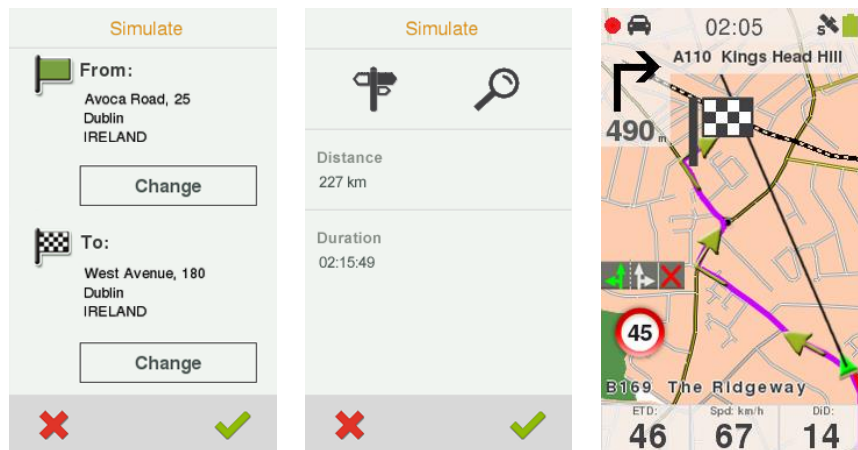 Simulate
From:
Avoca Road, 25
Dublin
IRELAND
Change
To:
West Avenue, 180
Dublin
IRELAND
Change
Simulate
Distance
227 km
Duration
02:15:49
02:05
S
A110 Kings Head Hill
490 m
45
B169 The Ridgeway
ETD:
46
Spd: km/h
67
DiD:
14